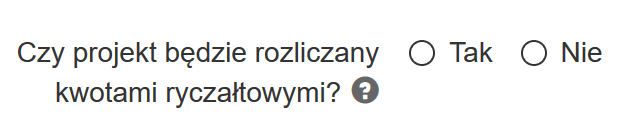 Czy projekt będzie rozliczany
kwotami ryczałtowymi? ?
Tak
Nie